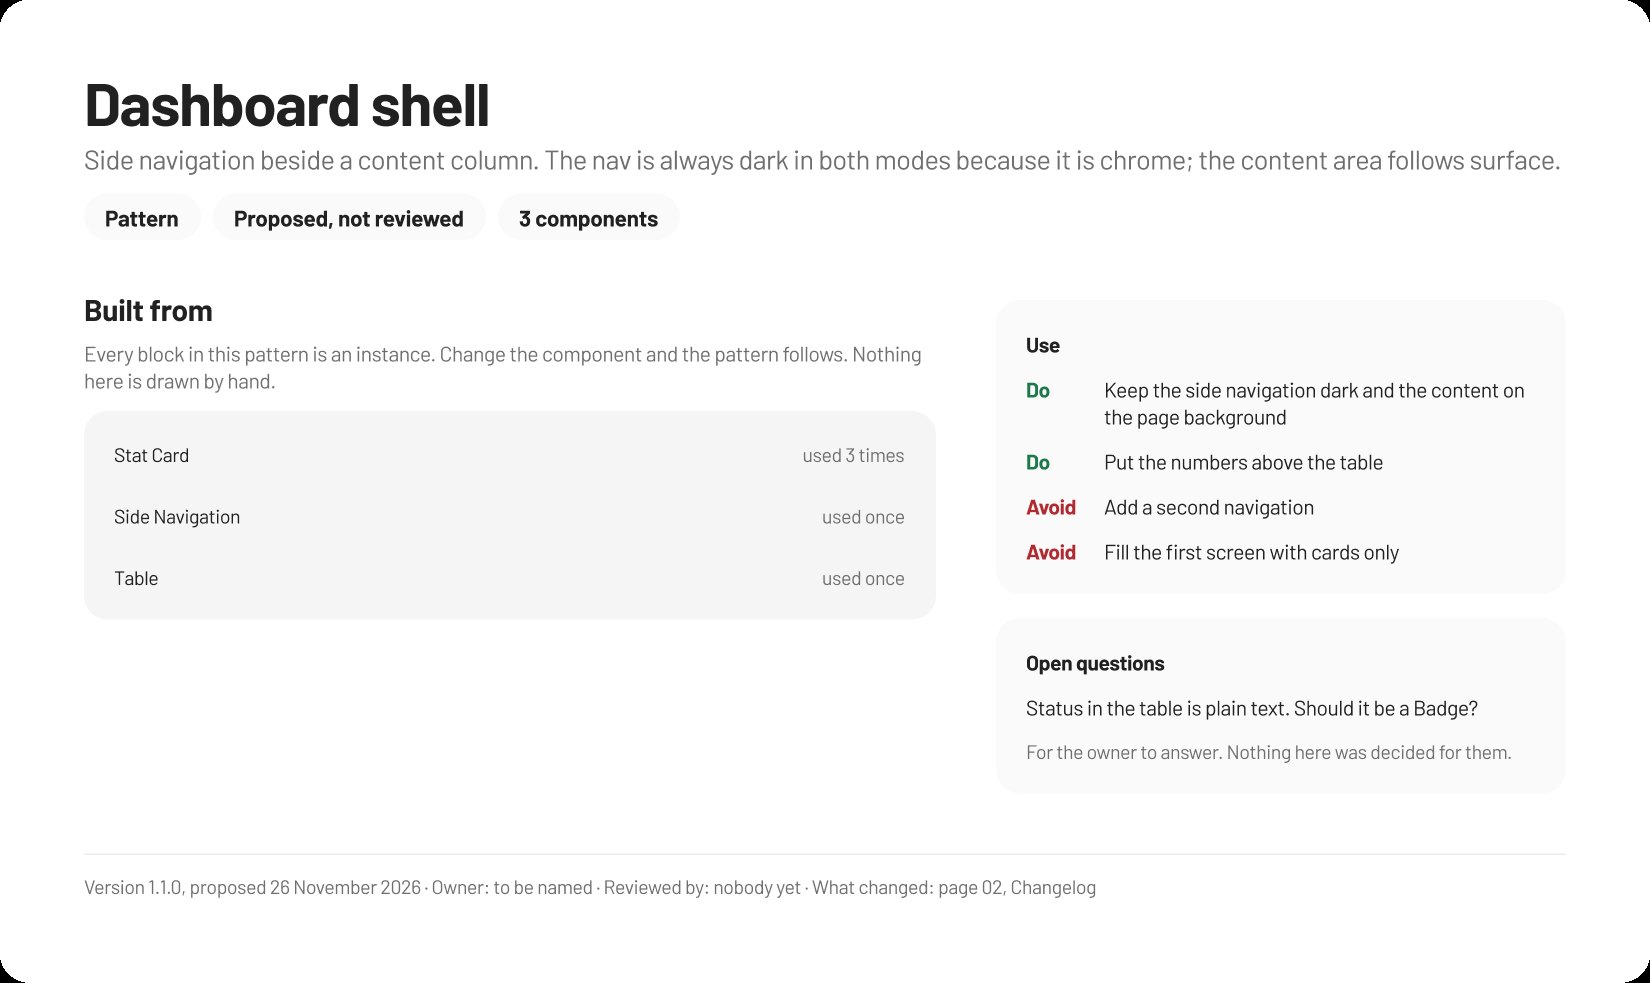 Dashboard shell
Side navigation beside a content column. The nav is always dark in both modes because it is chrome; the content area follows surface.
Pattern
Proposed, not reviewed
3 components
Built from
Every block in this pattern is an instance. Change the component and the pattern follows. Nothing
here is drawn by hand.
Stat Card used 3 times
Side Navigation used once
Table used once
Use
Do Keep the side navigation dark and the content on
the page background
Do Put the numbers above the table
Avoid Add a second navigation
Avoid Fill the first screen with cards only
Open questions
Status in the table is plain text. Should it be a Badge?
For the owner to answer. Nothing here was decided for them.
Version 1.1.0, proposed 26 November 2026 · Owner: to be named · Reviewed by: nobody yet · What changed: page 02, Changelog